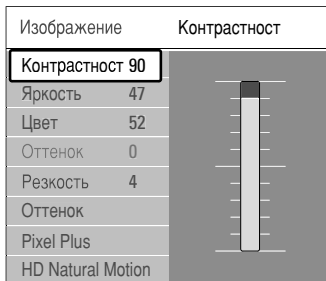 Изображение Контрастност
Контрастност 90
Яркость 47
Цвет 52
Оттенок 0
Резкость 4
Оттенок
Pixel Plus
HD Natural Motion